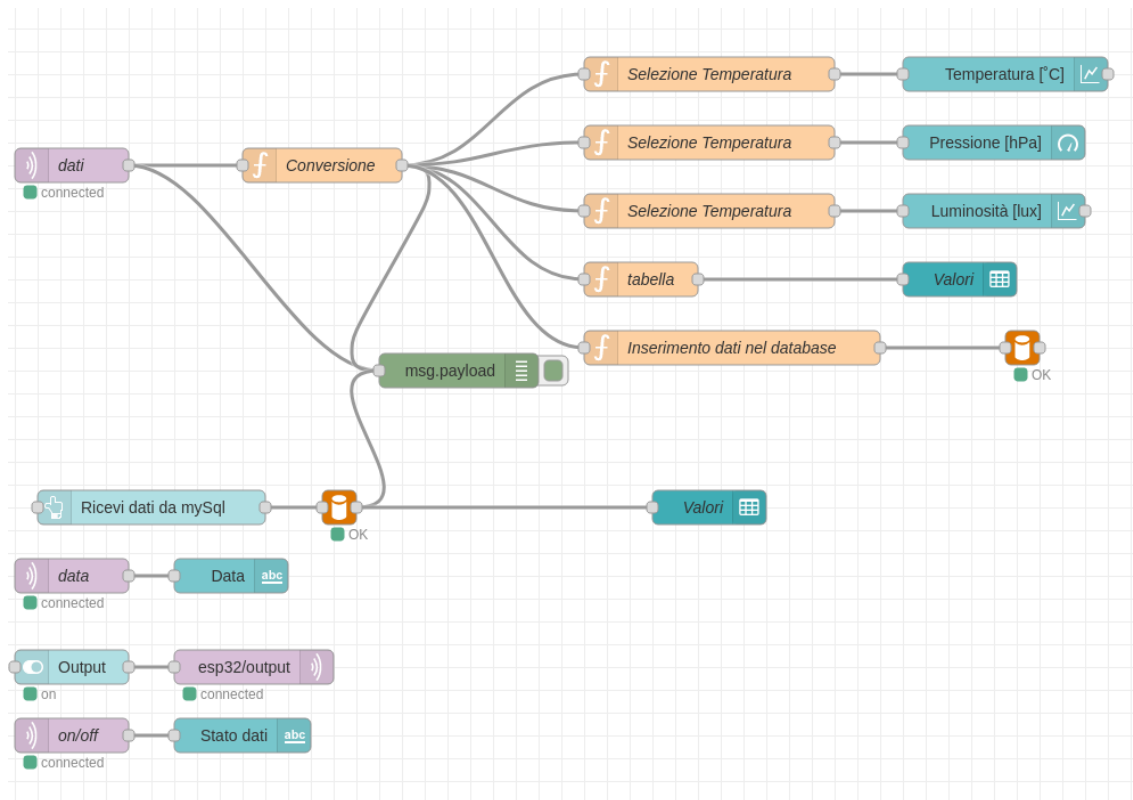 Selezione Temperatura
Temperatura [˚C]
Selezione Temperatura
Pressione [hPa]
dati
connected
Conversione
Selezione Temperatura
Luminosità [lux]
tabella
Valori
Inserimento dati nel database
OK
msg.payload
Ricevi dati da mySql
OK
Valori
data
connected
Data
abc
Output
on
esp32/output
connected
on/off
connected
Stato dati
abc